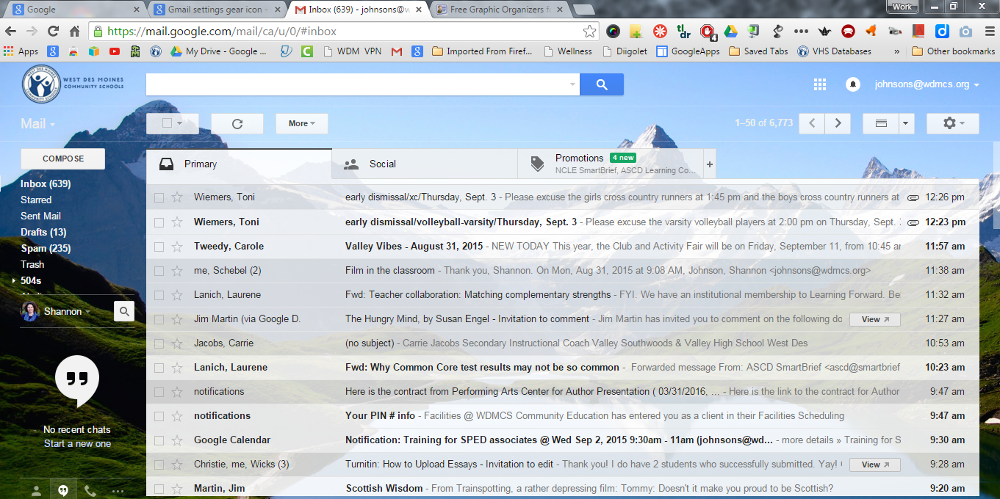 Google
Gmail settings gear icon -
Inbox (639) - johnsons@w
Free Graphic Organizers f
Work
https://mail.google.com/mail/ca/u/0/#inbox
tl;dr
4
Apps
My Drive - Google ...
WDM VPN
Imported From Firef...
Wellness
Diigolet
GoogleApps
Saved Tabs
VHS Databases
»
Other bookmarks
WEST DES MOINES
COMMUNITY SCHOOLS
johnsons@wdmcs.org
Mail
More
1–50 of 6,773
COMPOSE
Primary
Social
Promotions 4 new
NCLE SmartBrief, ASCD Learning Co...
+
Inbox (639)
Starred
Sent Mail
Drafts (13)
Spam (235)
Trash
504s
Shannon
No recent chats
Start a new one
Wiemers, Toni early dismissal/xc/Thursday, Sept. 3 - Please excuse the girls cross country runners at 1:45 pm and the boys cross country runners at 12:26 pm
Wiemers, Toni early dismissal/volleyball-varsity/Thursday, Sept. 3 - Please excuse the varsity volleyball players at 2:00 pm on Thursday, Sept. 12:23 pm
Tweedy, Carole Valley Vibes - August 31, 2015 - NEW TODAY This year, the Club and Activity Fair will be on Friday, September 11, from 10:45 a 11:57 am
me, Schebel (2) Film in the classroom - Thank you, Shannon. On Mon, Aug 31, 2015 at 9:08 AM, Johnson, Shannon <johnsons@wdmcs.org> 11:38 am
Lanich, Laurene Fwd: Teacher collaboration: Matching complementary strengths - FYI. We have an institutional membership to Learning Forward. Be 11:32 am
Jim Martin (via Google D. The Hungry Mind, by Susan Engel - Invitation to comment - Jim Martin has invited you to comment on the following do View 11:27 am
Jacobs, Carrie (no subject) - Carrie Jacobs Secondary Instructional Coach Valley Southwoods & Valley High School West Des 10:53 am
Lanich, Laurene Fwd: Why Common Core test results may not be so common - Forwarded message From: ASCD SmartBrief <ascd@smartbrief 10:23 am
notifications Here is the contract from Performing Arts Center for Author Presentation ( 03/31/2016, ... - Here is the link to the contract for Author 9:47 am
notifications Your PIN # info - Facilities @ WDMCS Community Education has entered you as a client in their Facilities Scheduling 9:47 am
Google Calendar Notification: Training for SPED associates @ Wed Sep 2, 2015 9:30am - 11am (johnsons@wd... - more details » Training for S 9:30 am
Christie, me, Wicks (3) Turnitin: How to Upload Essays - Invitation to edit - Thank you! I do have 2 students who successfully submitted. Yay! View 9:28 am
Martin, Jim Scottish Wisdom - From Trainspotting, a rather depressing film: Tommy: Doesn't it make you proud to be Scottish? 9:20 am